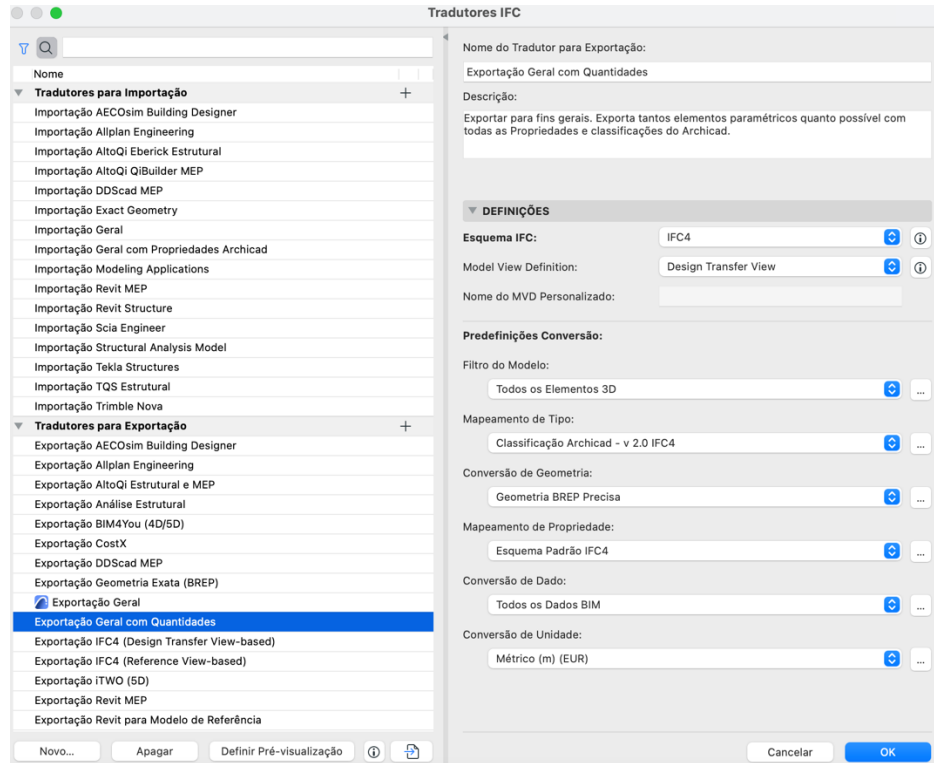 Tradutores IFC
Nome
Tradutores para Importação
Importação AECOsim Building Designer
Importação Allplan Engineering
Importação AltoQi Eberick Estrutural
Importação AltoQi QiBuilder MEP
Importação DDScad MEP
Importação Exact Geometry
Importação Geral
Importação Geral com Propriedades Archicad
Importação Modeling Applications
Importação Revit MEP
Importação Revit Structure
Importação Scia Engineer
Importação Structural Analysis Model
Importação Tekla Structures
Importação TQS Estrutural
Importação Trimble Nova
Tradutores para Exportação
Exportação AECOsim Building Designer
Exportação Allplan Engineering
Exportação AltoQi Estrutural e MEP
Exportação Análise Estrutural
Exportação BIM4You (4D/5D)
Exportação CostX
Exportação DDScad MEP
Exportação Geometria Exata (BREP)
Exportação Geral
Exportação Geral com Quantidades
Exportação IFC4 (Design Transfer View-based)
Exportação IFC4 (Reference View-based)
Exportação iTWO (5D)
Exportação Revit MEP
Exportação Revit para Modelo de Referência
Novo...
Apagar
Definir Pré-visualização
Nome do Tradutor para Exportação:
Exportação Geral com Quantidades
Descrição:
Exportar para fins gerais. Exporta tantos elementos paramétricos quanto possível com
todas as Propriedades e classificações do Archicad.
DEFINIÇÕES
Esquema IFC: IFC4
Model View Definition: Design Transfer View
Nome do MVD Personalizado:
Predefinições Conversão:
Filtro do Modelo:
Todos os Elementos 3D
...
Mapeamento de Tipo:
Classificação Archicad - v 2.0 IFC4
...
Conversão de Geometria:
Geometria BREP Precisa
...
Mapeamento de Propriedade:
Esquema Padrão IFC4
...
Conversão de Dado:
Todos os Dados BIM
...
Conversão de Unidade:
Métrico (m) (EUR)
...
Cancelar
OK